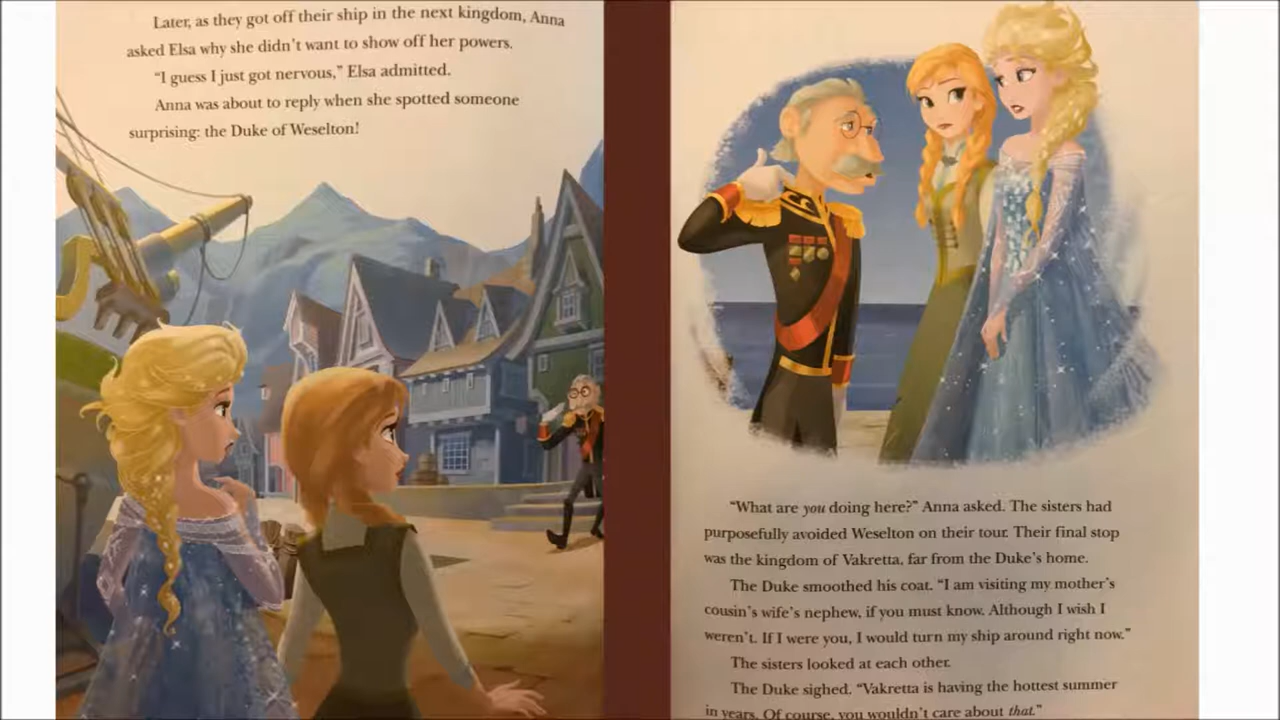 Later, as they got off their ship in the next kingdom, Anna
asked Elsa why she didn't want to show off her powers.
"I guess I just got nervous," Elsa admitted.
Anna was about to reply when she spotted someone
surprising: the Duke of Weselton!
"What are you doing here?" Anna asked. The sisters had
purposefully avoided Weselton on their tour. Their final stop
was the kingdom of Vakretta, far from the Duke's home.
The Duke smoothed his coat. "I am visiting my mother's
cousin's wife's nephew, if you must know. Although I wish I
weren't. If I were you, I would turn my ship around right now."
The sisters looked at each other.
The Duke sighed. "Vakretta is having the hottest summer
in years. Of course, you wouldn't care about that."